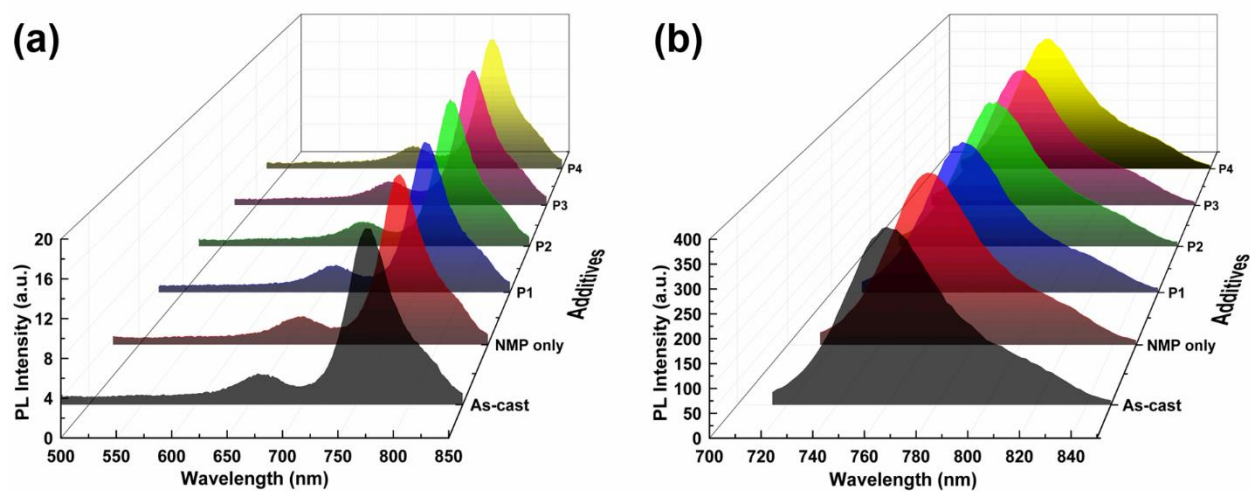 (a)
PL Intensity (a.u.)
20
16
12
8
4
0
500 550 600 650 700 750 800 850
Wavelength (nm)
P4
P3
P2
P1
NMP only
As-cast
Additives
(b)
PL Intensity (a.u.)
400
350
300
250
200
150
100
50
0
700 720 740 760 780 800 820 840
Wavelength (nm)
P4
P3
P2
P1
NMP only
As-cast
Additives